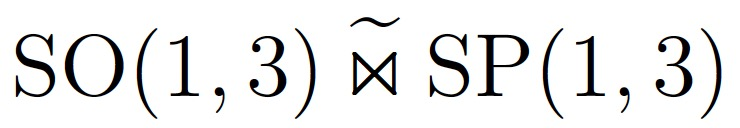 SO(1, 3) ⋈̃ SP(1, 3)